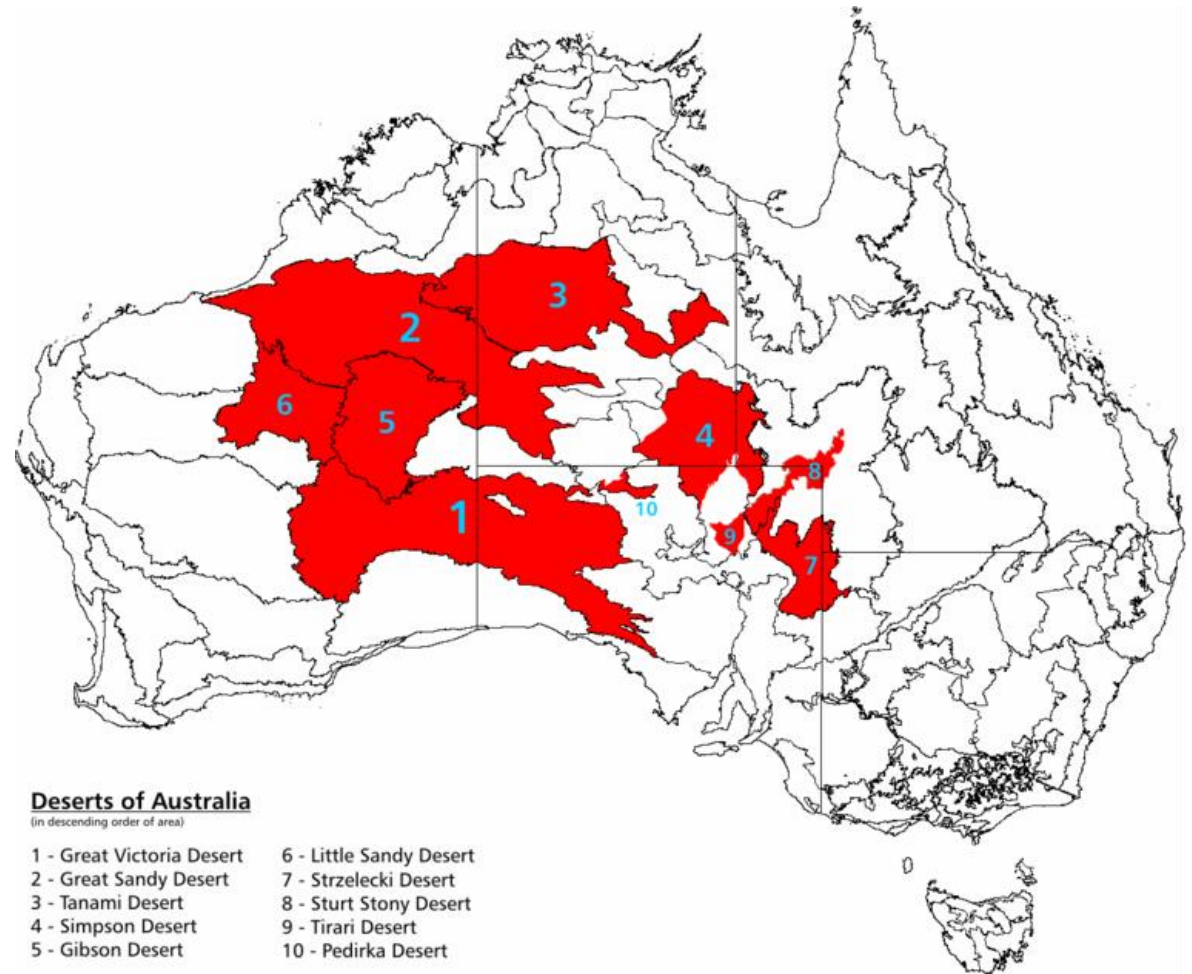 3
2
6
5
4
8
1
10
9
7
Deserts of Australia
(in descending order of area)
1 - Great Victoria Desert
2 - Great Sandy Desert
3 - Tanami Desert
4 - Simpson Desert
5 - Gibson Desert
6 - Little Sandy Desert
7 - Strzelecki Desert
8 - Sturt Stony Desert
9 - Tirari Desert
10 - Pedirka Desert